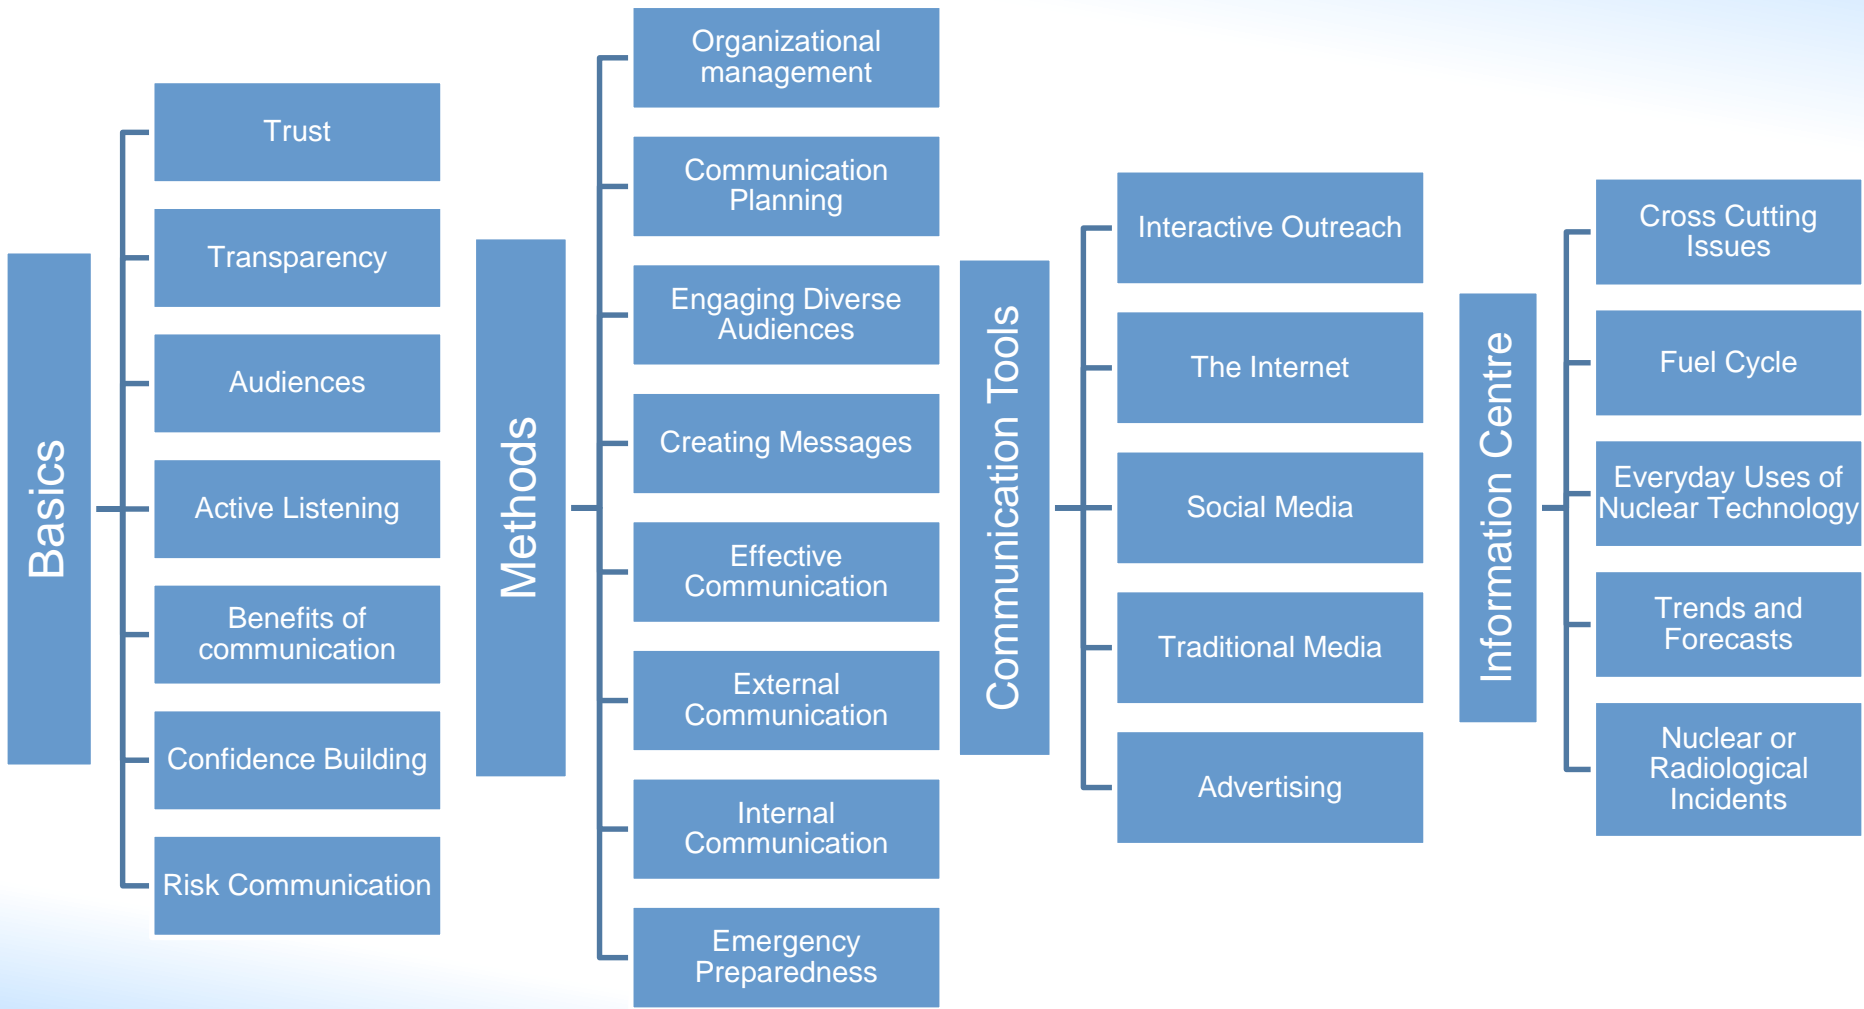 Basics
Trust
Transparency
Audiences
Active Listening
Benefits of
communication
Confidence Building
Risk Communication
Methods
Organizational
management
Communication
Planning
Engaging Diverse
Audiences
Creating Messages
Effective
Communication
External
Communication
Internal
Communication
Emergency
Preparedness
Communication Tools
Interactive Outreach
The Internet
Social Media
Traditional Media
Advertising
Information Centre
Cross Cutting
Issues
Fuel Cycle
Everyday Uses of
Nuclear Technology
Trends and
Forecasts
Nuclear or
Radiological
Incidents